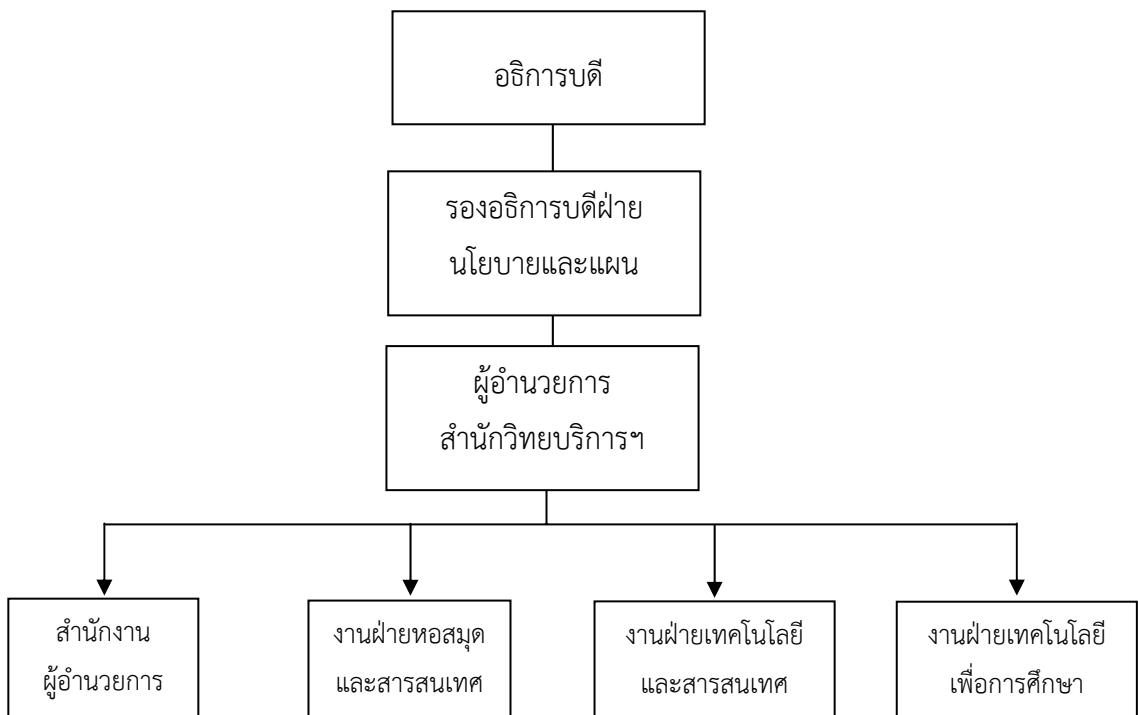 อธิการบดี
รองอธิการบดีฝ่าย
นโยบายและแผน
ผู้อำนวยการ
สำนักวิทยบริการฯ
สำนักงาน
ผู้อำนวยการ
งานฝ่ายหอสมุด
และสารสนเทศ
งานฝ่ายเทคโนโลยี
และสารสนเทศ
งานฝ่ายเทคโนโลยี
เพื่อการศึกษา